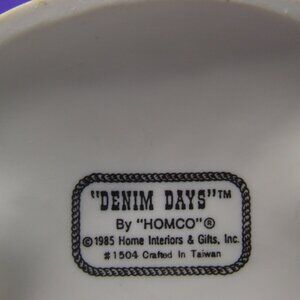 "DENIM DAYS"™
By "HOMCO"®
©1985 Home Interiors & Gifts, Inc.
#1504 Crafted In Taiwan